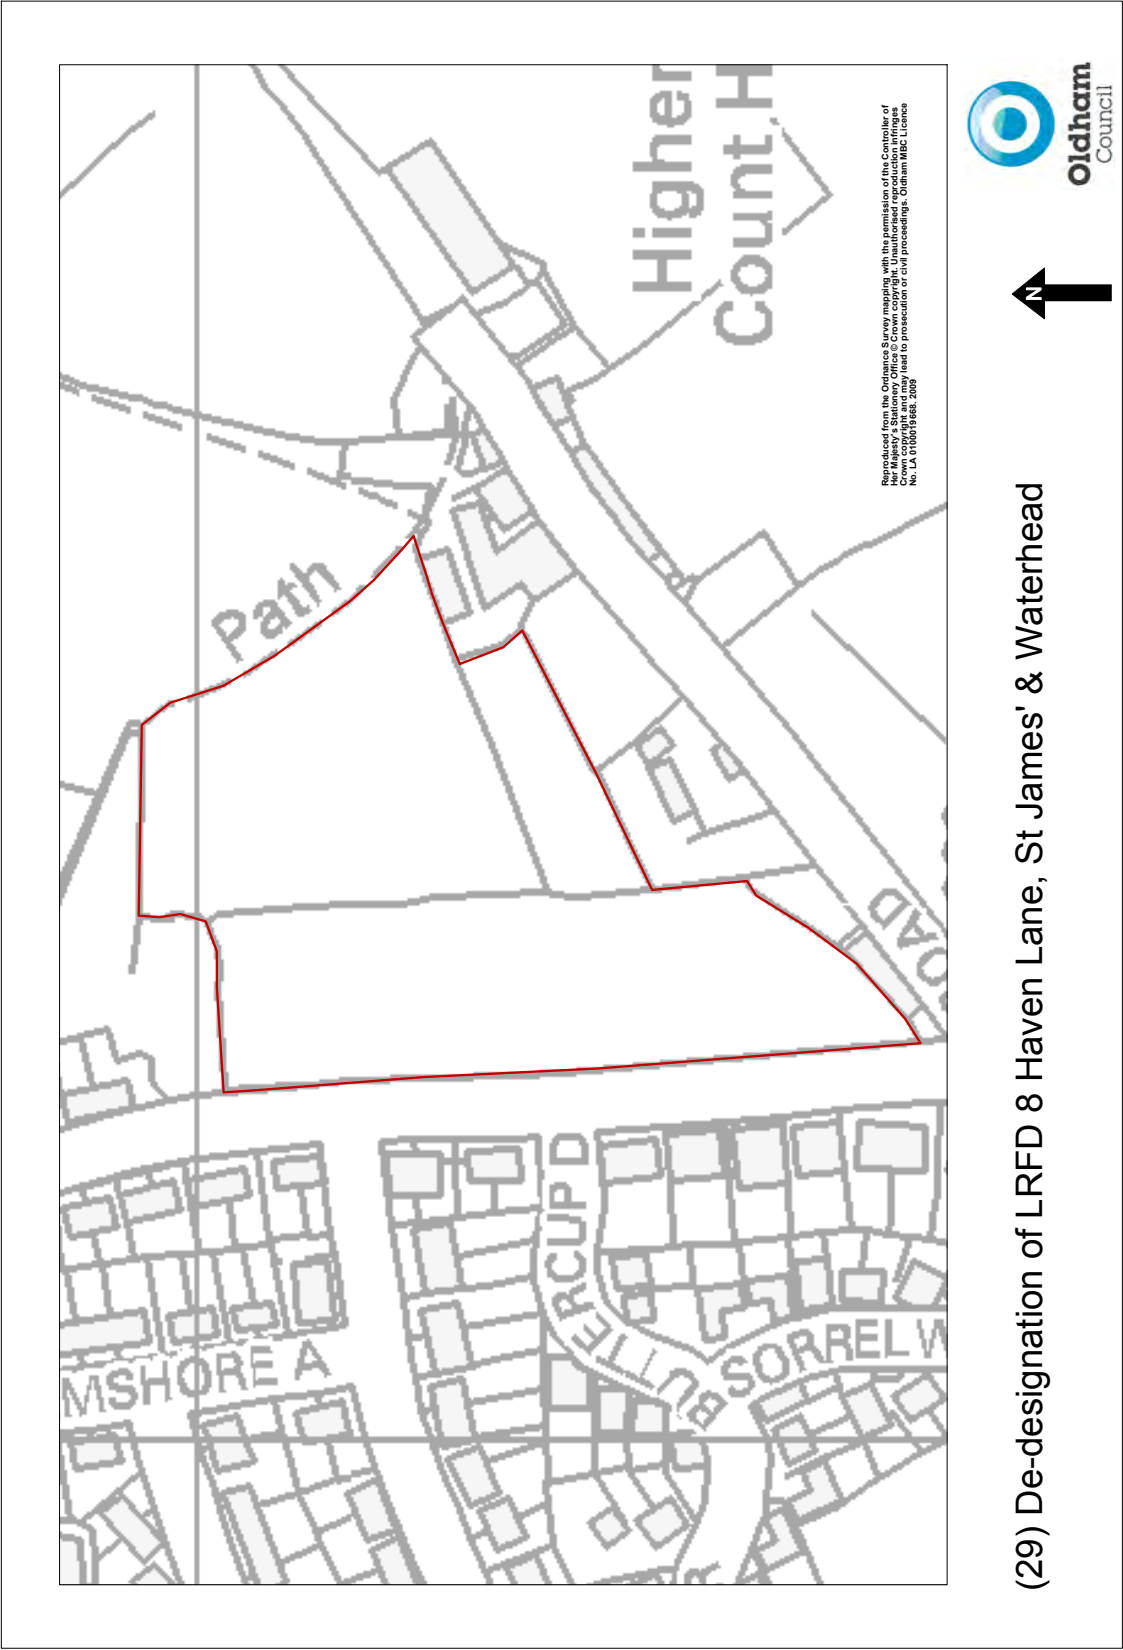 Higher
Count H
Path
ROAD
MSHORE A
BUTTERCUP D
SORREL W
Reproduced from the Ordnance Survey mapping with the permission of the Controller of
Her Majesty's Stationery Office © Crown copyright. Unauthorised reproduction infringes
Crown copyright and may lead to prosecution or civil proceedings. Oldham MBC Licence
No. LA 0100019668. 2009
Oldham
Council
N
(29) De-designation of LRFD 8 Haven Lane, St James' & Waterhead